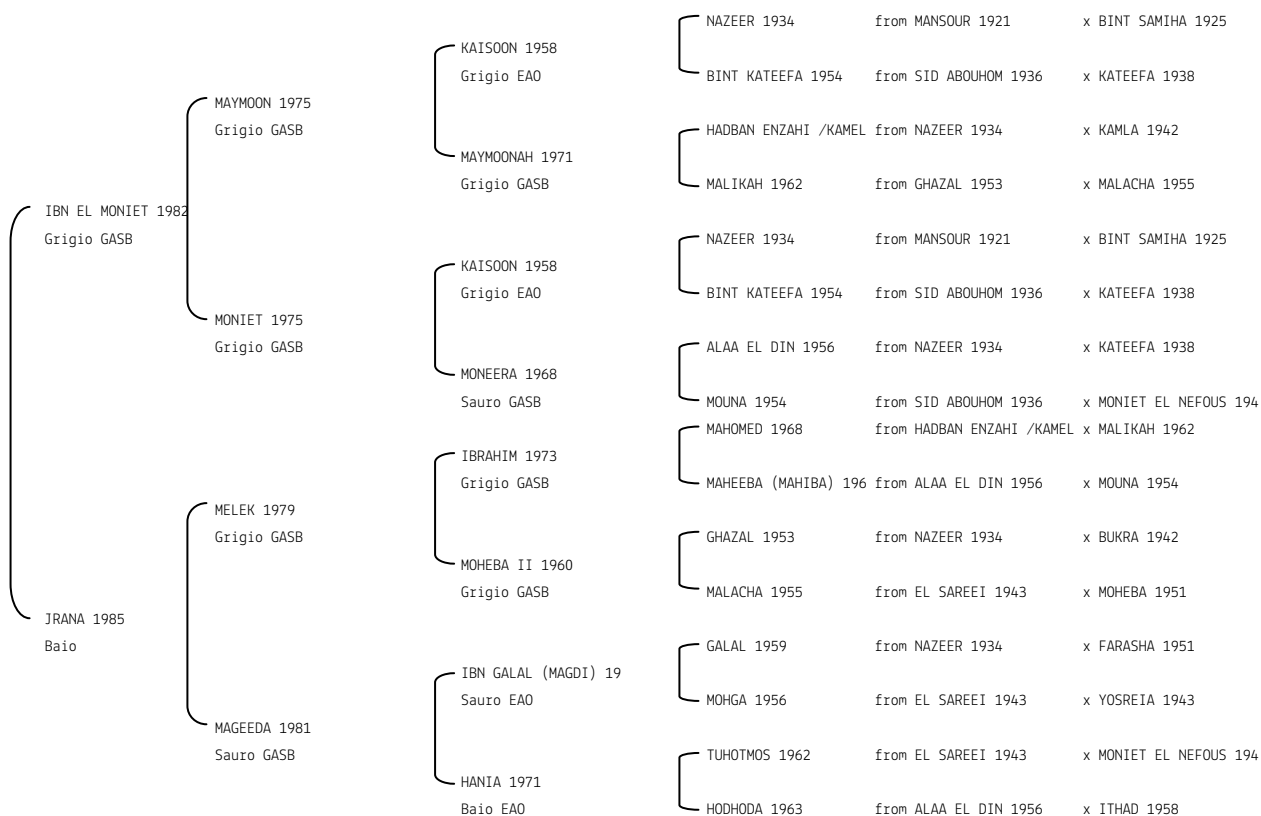 NAZEER 1934 from MANSOUR 1921 x BINT SAMIHA 1925
KAISOON 1958
Grigio EAO BINT KATEEFA 1954 from SID ABOUHOM 1936 x KATEEFA 1938
MAYMOON 1975
Grigio GASB HADBAN ENZAHI /KAMEL from NAZEER 1934 x KAMLA 1942
MAYMOONAH 1971
Grigio GASB MALIKAH 1962 from GHAZAL 1953 x MALACHA 1955
IBN EL MONIET 1982
Grigio GASB NAZEER 1934 from MANSOUR 1921 x BINT SAMIHA 1925
KAISOON 1958
Grigio EAO BINT KATEEFA 1954 from SID ABOUHOM 1936 x KATEEFA 1938
MONIET 1975
Grigio GASB ALAA EL DIN 1956 from NAZEER 1934 x KATEEFA 1938
MONEERA 1968
Sauro GASB MOUNA 1954 from SID ABOUHOM 1936 x MONIET EL NEFOUS 194
MAHOMED 1968 from HADBAN ENZAHI /KAMEL x MALIKAH 1962
IBRAHIM 1973
Grigio GASB MAHEEBA (MAHIBA) 196 from ALAA EL DIN 1956 x MOUNA 1954
MELEK 1979
Grigio GASB GHAZAL 1953 from NAZEER 1934 x BUKRA 1942
MOHEBA II 1960
Grigio GASB MALACHA 1955 from EL SAREEI 1943 x MOHEBA 1951
JRANA 1985
Baio GALAL 1959 from NAZEER 1934 x FARASHA 1951
IBN GALAL (MAGDI) 19
Sauro EAO MOHGA 1956 from EL SAREEI 1943 x YOSREIA 1943
MAGEEDA 1981
Sauro GASB TUHOTMOS 1962 from EL SAREEI 1943 x MONIET EL NEFOUS 194
HANIA 1971
Baio EAO HODHODA 1963 from ALAA EL DIN 1956 x ITHAD 1958